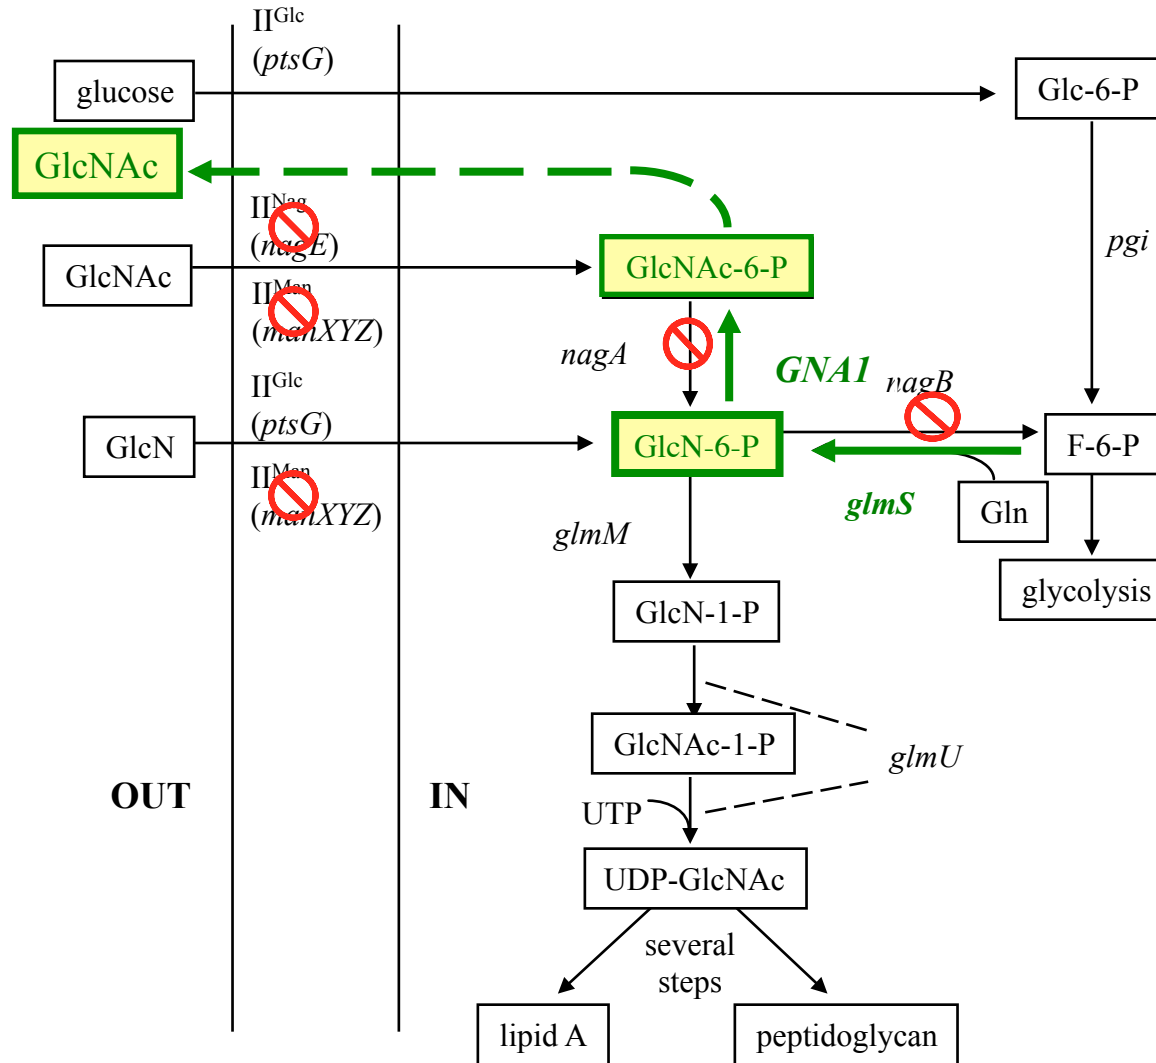 II^Glc
(ptsG)
glucose
Glc-6-P
GlcNAc
II^Nag
(nagE)
GlcNAc
GlcNAc-6-P
pgi
II^Man
(manXYZ)
nagA
GNA1
nagB
II^Glc
(ptsG)
GlcN
GlcN-6-P
F-6-P
II^Man
(manXYZ)
glmS
Gln
glmM
glycolysis
GlcN-1-P
GlcNAc-1-P
glmU
OUT
IN
UTP
UDP-GlcNAc
several
steps
lipid A
peptidoglycan